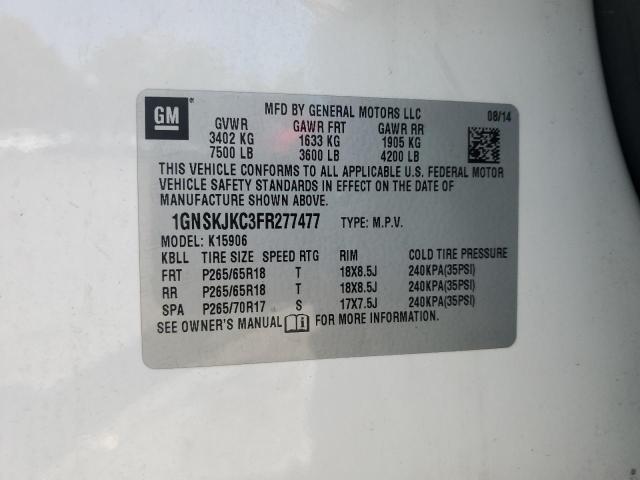 GM
MFD BY GENERAL MOTORS LLC
08/14
GVWR GAWR FRT GAWR RR
3402 KG 1633 KG 1905 KG
7500 LB 3600 LB 4200 LB
THIS VEHICLE CONFORMS TO ALL APPLICABLE U.S. FEDERAL MOTOR
VEHICLE SAFETY STANDARDS IN EFFECT ON THE DATE OF
MANUFACTURE SHOWN ABOVE.
1GNSKJKC3FR277477 TYPE: M.P.V.
MODEL: K15906
KBLL TIRE SIZE SPEED RTG RIM COLD TIRE PRESSURE
FRT P265/65R18 T 18X8.5J 240KPA(35PSI)
RR P265/65R18 T 18X8.5J 240KPA(35PSI)
SPA P265/70R17 S 17X7.5J 240KPA(35PSI)
SEE OWNER'S MANUAL FOR MORE INFORMATION.